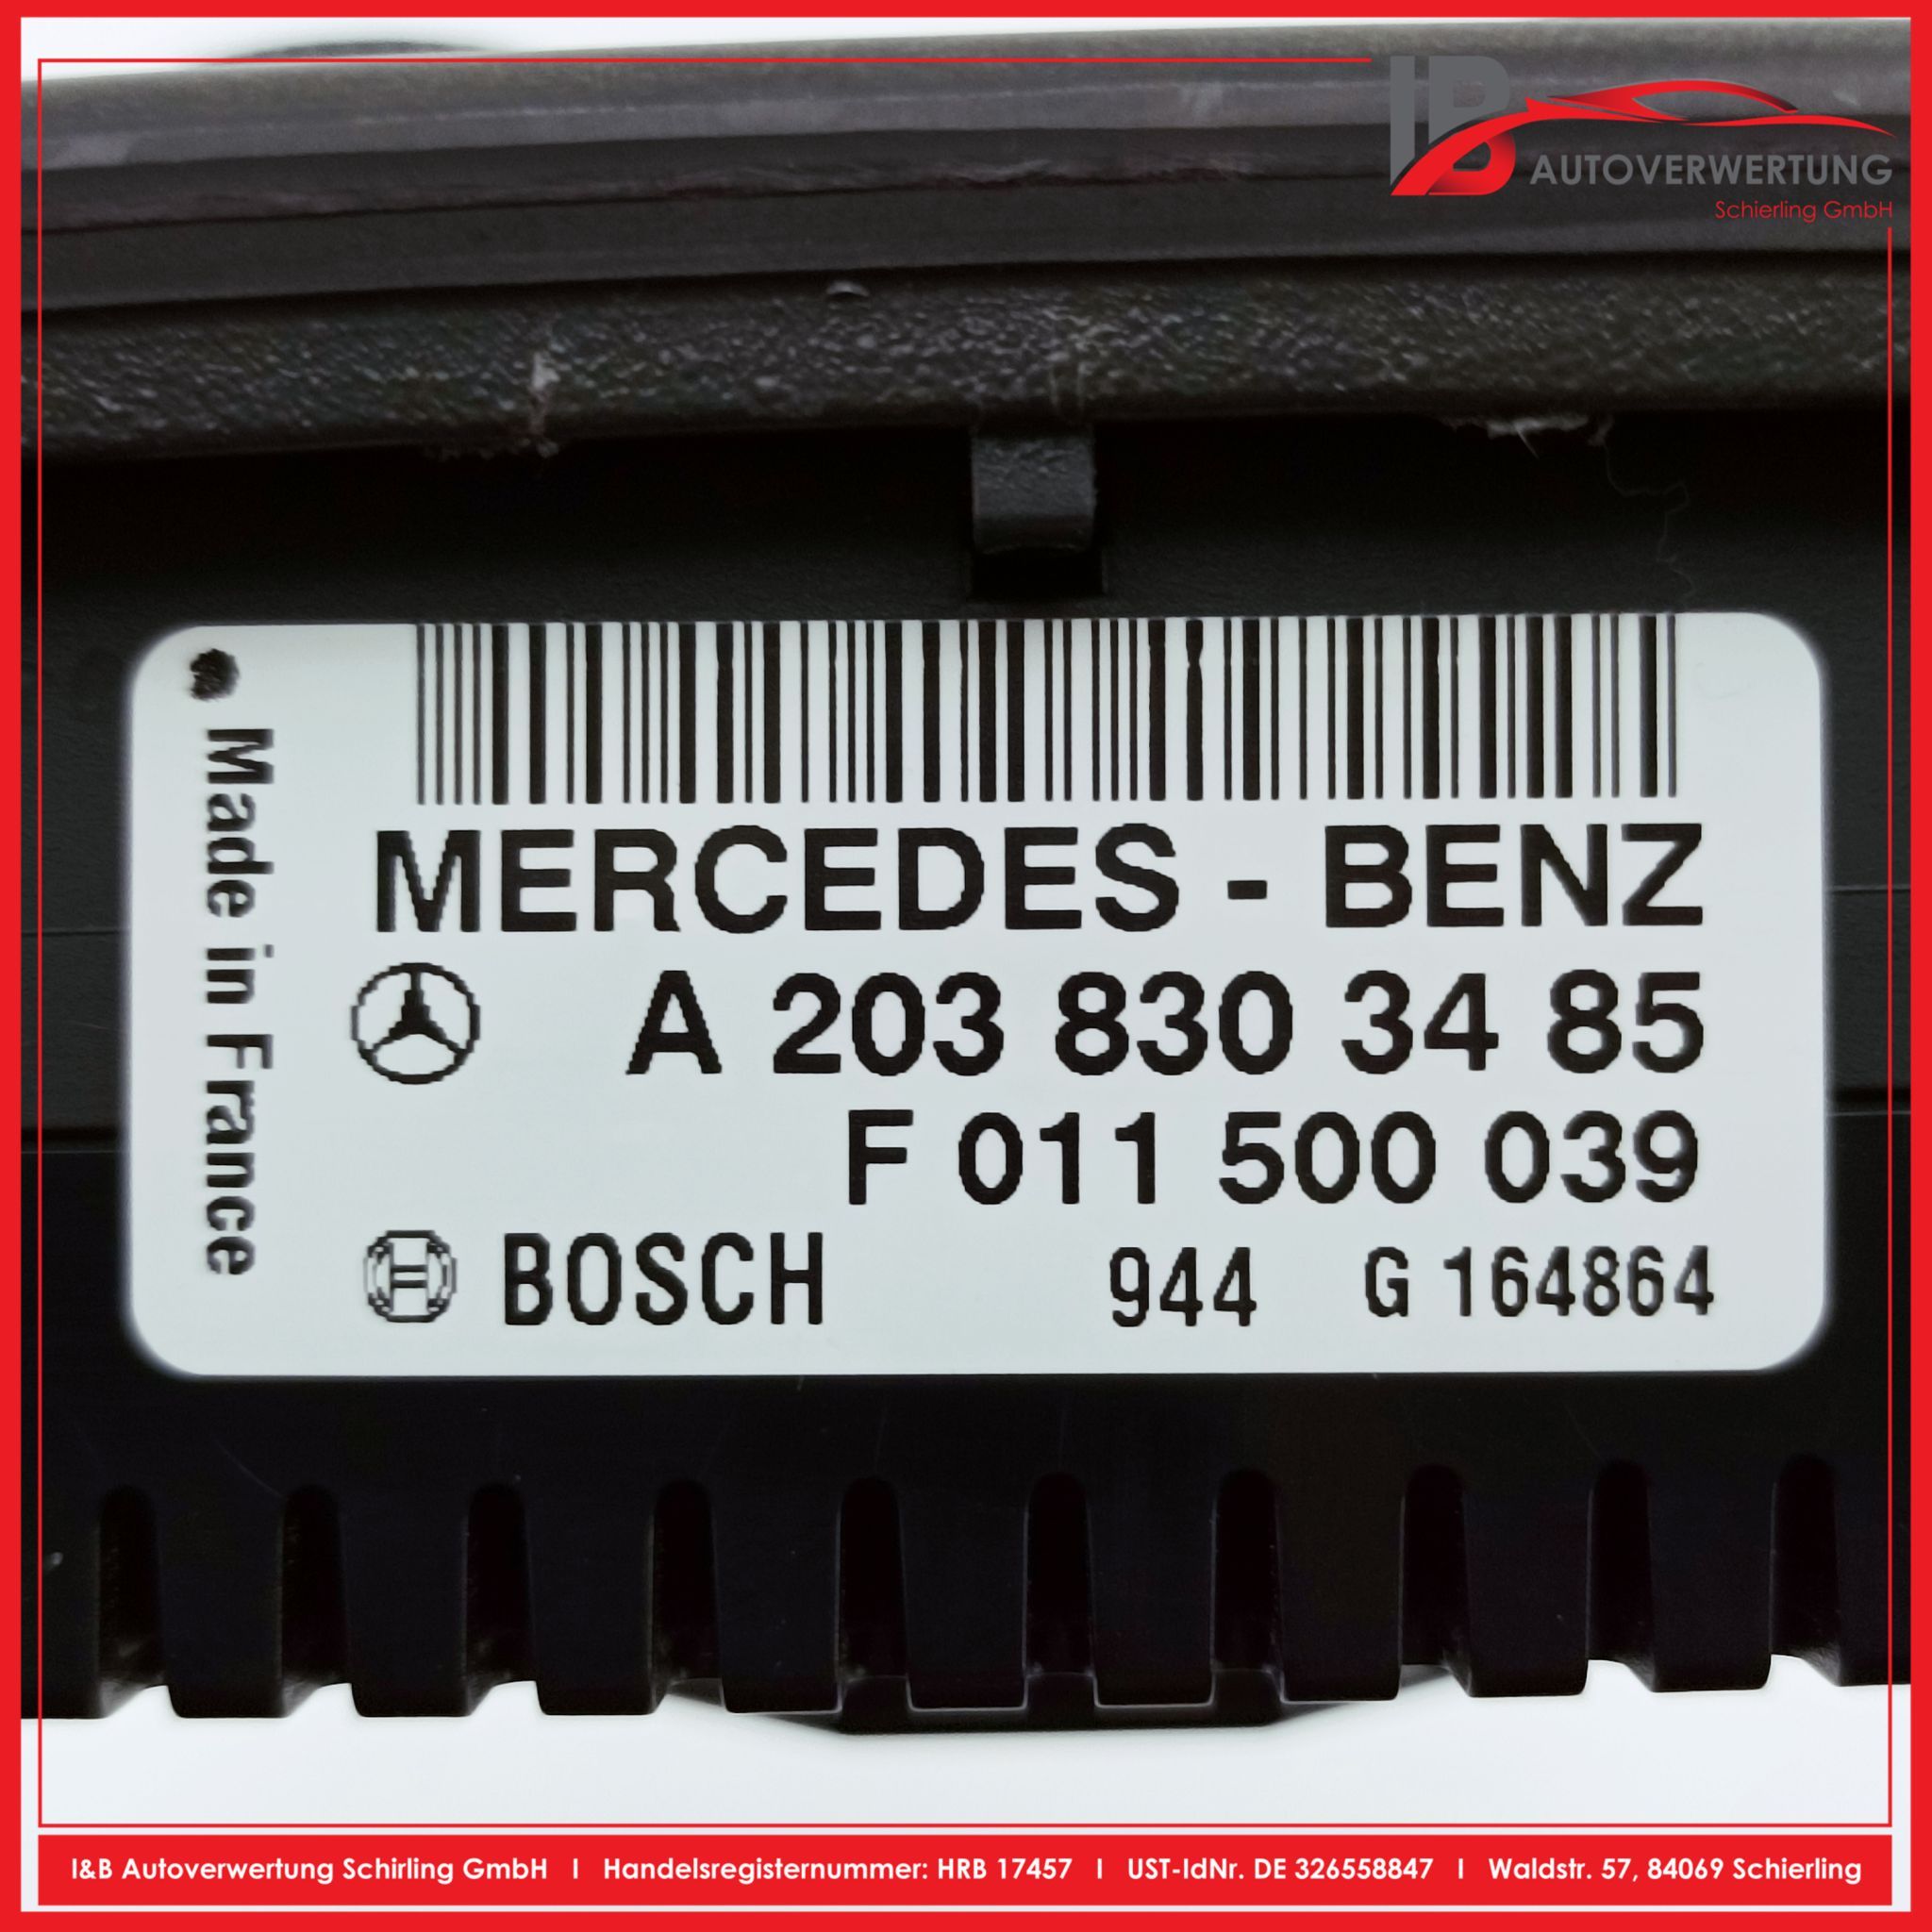 IB
AUTOVERWERTUNG
Schierling GmbH
Made in France
MERCEDES - BENZ
A 203 830 34 85
F 011 500 039
BOSCH 944 G 164864
I&B Autoverwertung Schirling GmbH I Handelsregisternummer: HRB 17457 I UST-IdNr. DE 326558847 I Waldstr. 57, 84069 Schierling